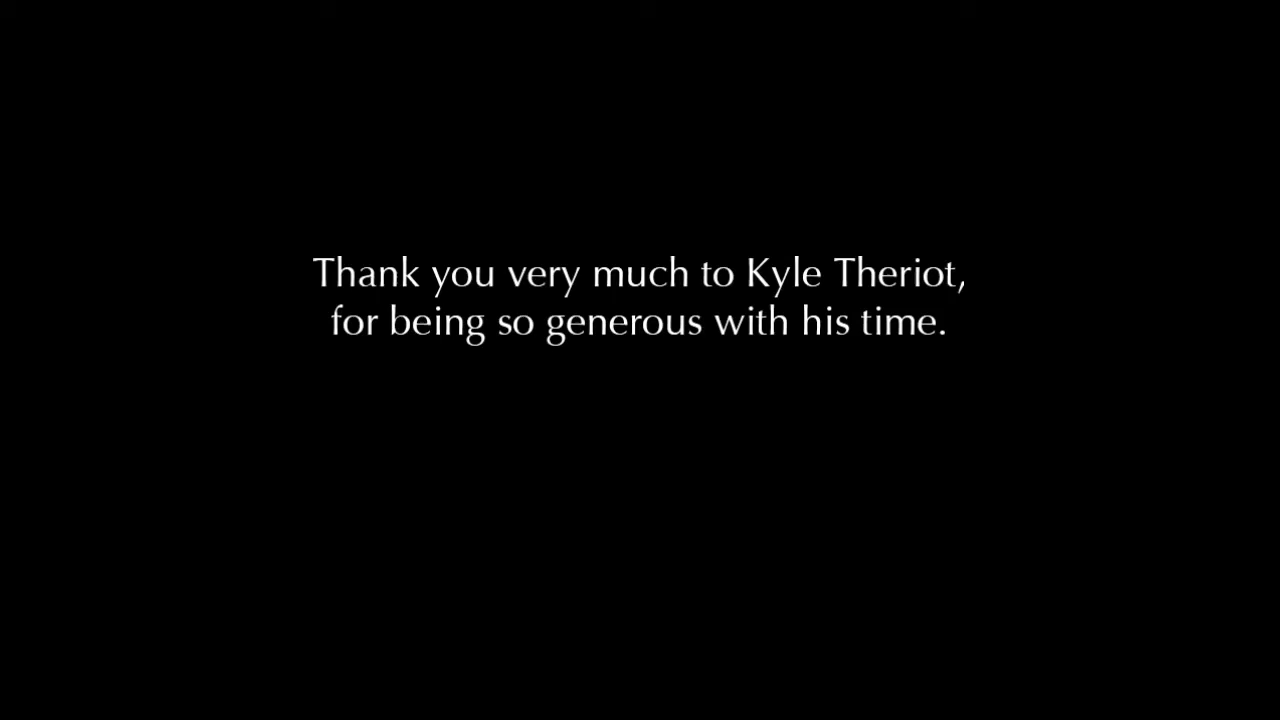 Thank you very much to Kyle Theriot,
for being so generous with his time.